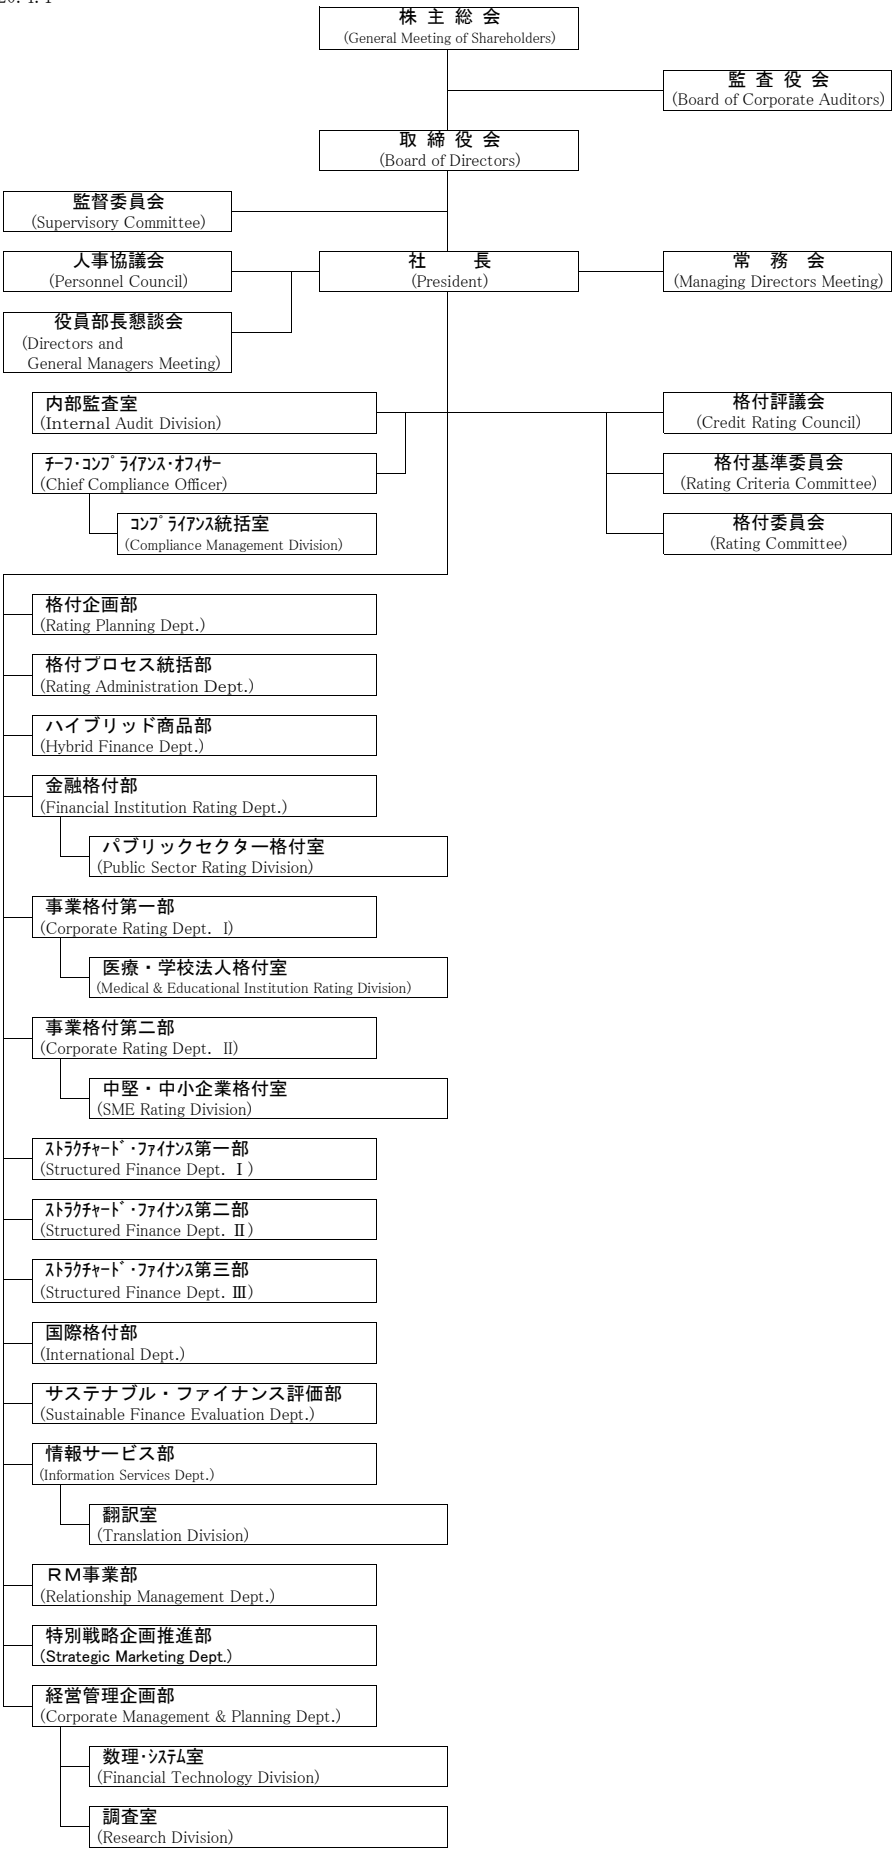 株 主 総 会
(General Meeting of Shareholders)
監 査 役 会
(Board of Corporate Auditors)
取 締 役 会
(Board of Directors)
監督委員会
(Supervisory Committee)
人事協議会
(Personnel Council)
社 長
(President)
常 務 会
(Managing Directors Meeting)
役員部長懇談会
(Directors and
General Managers Meeting)
内部監査室
(Internal Audit Division)
格付評議会
(Credit Rating Council)
ﾁｰﾌ･ｺﾝﾌﾟﾗｲｱﾝｽ･ｵﾌｨｻｰ
(Chief Compliance Officer)
格付基準委員会
(Rating Criteria Committee)
ｺﾝﾌﾟﾗｲｱﾝｽ統括室
(Compliance Management Division)
格付委員会
(Rating Committee)
格付企画部
(Rating Planning Dept.)
格付プロセス統括部
(Rating Administration Dept.)
ハイブリッド商品部
(Hybrid Finance Dept.)
金融格付部
(Financial Institution Rating Dept.)
パブリックセクター格付室
(Public Sector Rating Division)
事業格付第一部
(Corporate Rating Dept. I)
医療・学校法人格付室
(Medical & Educational Institution Rating Division)
事業格付第二部
(Corporate Rating Dept. II)
中堅・中小企業格付室
(SME Rating Division)
ｽﾄﾗｸﾁｬｰﾄﾞ･ﾌｧｲﾅﾝｽ第一部
(Structured Finance Dept. Ⅰ)
ｽﾄﾗｸﾁｬｰﾄﾞ･ﾌｧｲﾅﾝｽ第二部
(Structured Finance Dept. Ⅱ)
ｽﾄﾗｸﾁｬｰﾄﾞ･ﾌｧｲﾅﾝｽ第三部
(Structured Finance Dept. Ⅲ)
国際格付部
(International Dept.)
サステナブル・ファイナンス評価部
(Sustainable Finance Evaluation Dept.)
情報サービス部
(Information Services Dept.)
翻訳室
(Translation Division)
ＲＭ事業部
(Relationship Management Dept.)
特別戦略企画推進部
(Strategic Marketing Dept.)
経営管理企画部
(Corporate Management & Planning Dept.)
数理･ｼｽﾃﾑ室
(Financial Technology Division)
調査室
(Research Division)